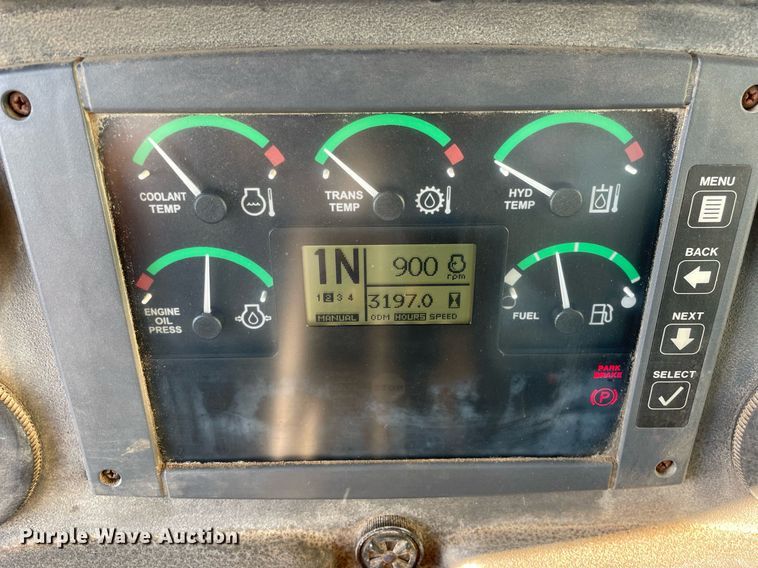 COOLANT
TEMP
TRANS
TEMP
HYD
TEMP
MENU
BACK
NEXT
SELECT
ENGINE
OIL
PRESS
1N
900 rpm
1 2 3 4
3197.0
MANUAL
ODM HOURS SPEED
FUEL
PARK
BRAKE
P
STOP
Purple Wave Auction